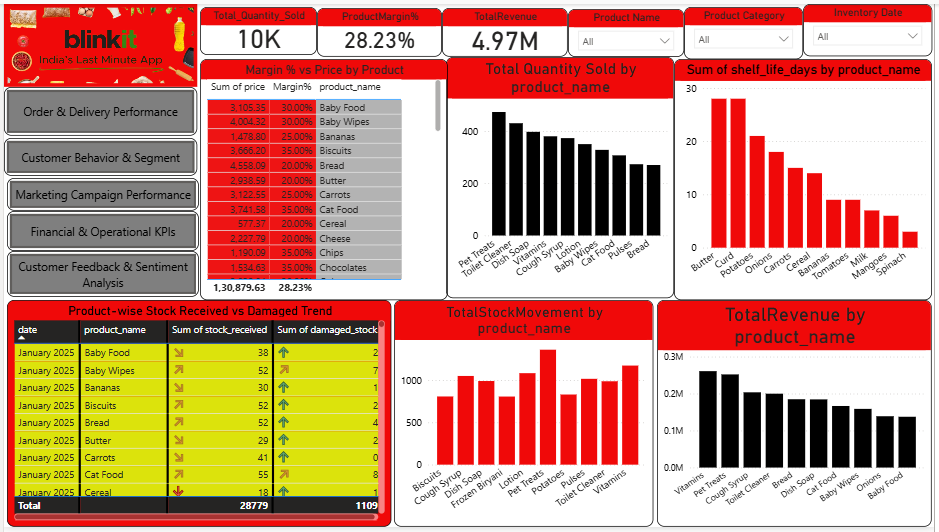 blinkit
India's Last Minute App
Total_Quantity_Sold
10K
ProductMargin%
28.23%
TotalRevenue
4.97M
Product Name
All
Product Category
All
Inventory Date
All
Order & Delivery Performance
Customer Behavior & Segment
Marketing Campaign Performance
Financial & Operational KPIs
Customer Feedback & Sentiment
Analysis
Margin % vs Price by Product
Sum of price Margin% product_name
3,105.35 30.00% Baby Food
4,004.32 30.00% Baby Wipes
1,478.80 25.00% Bananas
3,666.20 35.00% Biscuits
4,558.09 20.00% Bread
2,938.59 20.00% Butter
3,122.55 25.00% Carrots
3,741.58 35.00% Cat Food
577.37 20.00% Cereal
2,227.79 20.00% Cheese
1,190.09 35.00% Chips
1,534.63 35.00% Chocolates
1,30,879.63 28.23%
Total Quantity Sold by
product_name
400
200
0
Pet Treats
Toilet Cleaner
Dish Soap
Vitamins
Cough Syrup
Lotion
Baby Wipes
Cat Food
Pulses
Bread
Sum of shelf_life_days by product_name
30
20
10
0
Butter
Curd
Potatoes
Onions
Carrots
Cereal
Bananas
Tomatoes
Milk
Mangoes
Spinach
Product-wise Stock Received vs Damaged Trend
date product_name Sum of stock_received Sum of damaged_stock
January 2025 Baby Food 38 2
January 2025 Baby Wipes 52 7
January 2025 Bananas 30 1
January 2025 Biscuits 52 2
January 2025 Bread 52 4
January 2025 Butter 29 2
January 2025 Carrots 41 0
January 2025 Cat Food 55 8
January 2025 Cereal 18 1
Total 28779 1109
TotalStockMovement by
product_name
1000
500
0
Biscuits
Cough Syrup
Dish Soap
Frozen Biryani
Lotion
Pet Treats
Potatoes
Pulses
Toilet Cleaner
Vitamins
TotalRevenue by
product_name
0.3M
0.2M
0.1M
0.0M
Vitamins
Pet Treats
Cough Syrup
Toilet Cleaner
Bread
Dish Soap
Cat Food
Baby Wipes
Onions
Baby Food